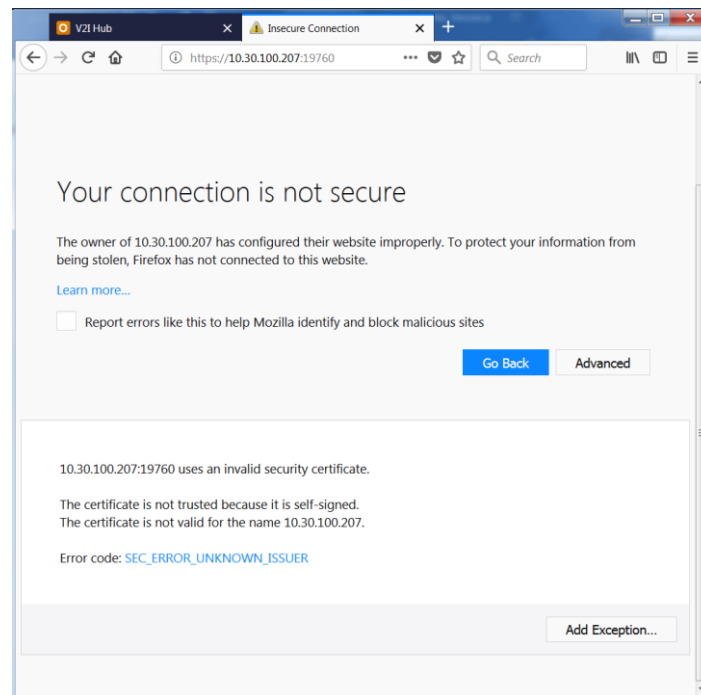 V2I Hub
Insecure Connection
https://10.30.100.207:19760
Search
Your connection is not secure
The owner of 10.30.100.207 has configured their website improperly. To protect your information from
being stolen, Firefox has not connected to this website.
Learn more...
Report errors like this to help Mozilla identify and block malicious sites
Go Back
Advanced
10.30.100.207:19760 uses an invalid security certificate.
The certificate is not trusted because it is self-signed.
The certificate is not valid for the name 10.30.100.207.
Error code: SEC_ERROR_UNKNOWN_ISSUER
Add Exception...